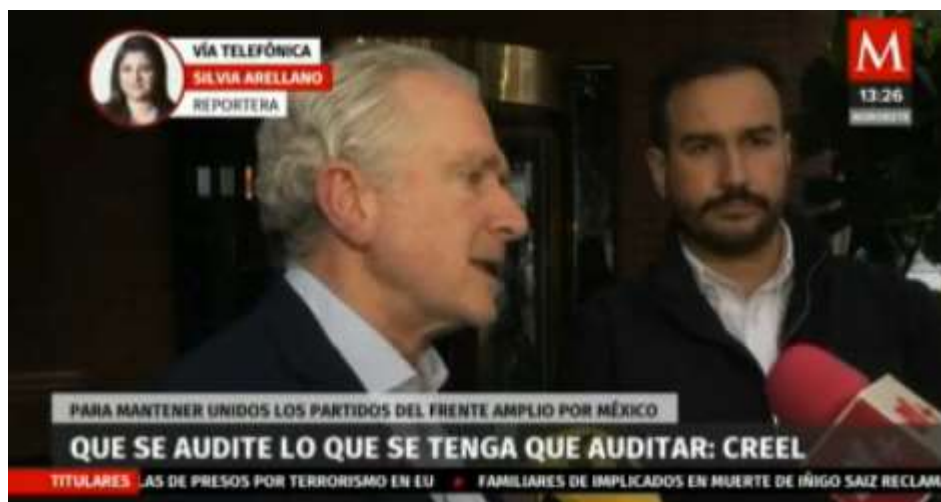 VÍA TELEFÓNICA
SILVIA ARELLANO
REPORTERA
M
13:26
NOROESTE
PARA MANTENER UNIDOS LOS PARTIDOS DEL FRENTE AMPLIO POR MÉXICO
QUE SE AUDITE LO QUE SE TENGA QUE AUDITAR: CREEL
TITULARES LAS DE PRESOS POR TERRORISMO EN EU • FAMILIARES DE IMPLICADOS EN MUERTE DE IÑIGO SAIZ RECLAM